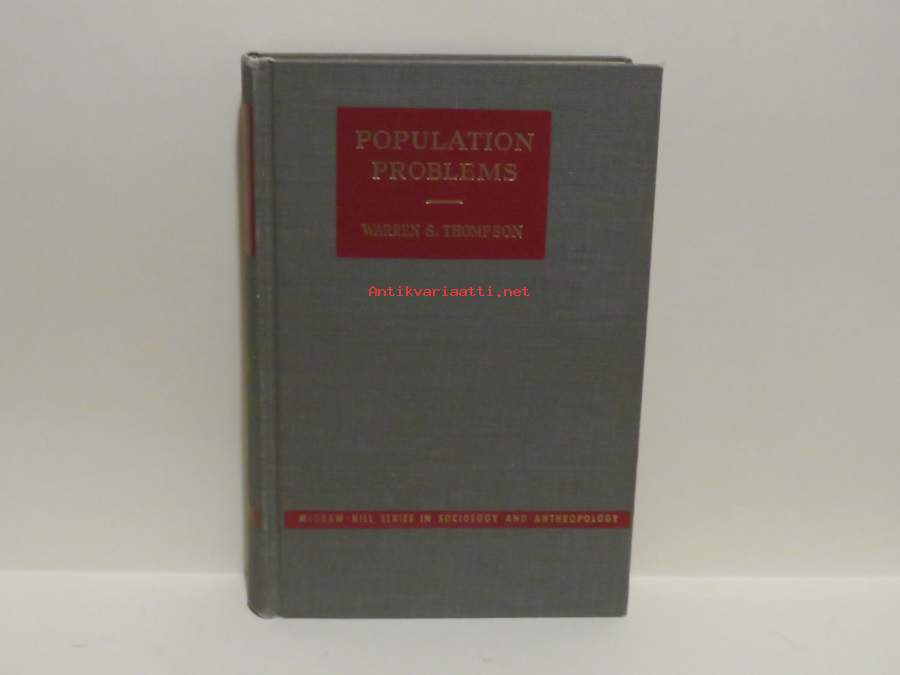 POPULATION
PROBLEMS
WARREN S. THOMPSON
Antikvariaatti.net
McGRAW-HILL SERIES IN SOCIOLOGY AND ANTHROPOLOGY